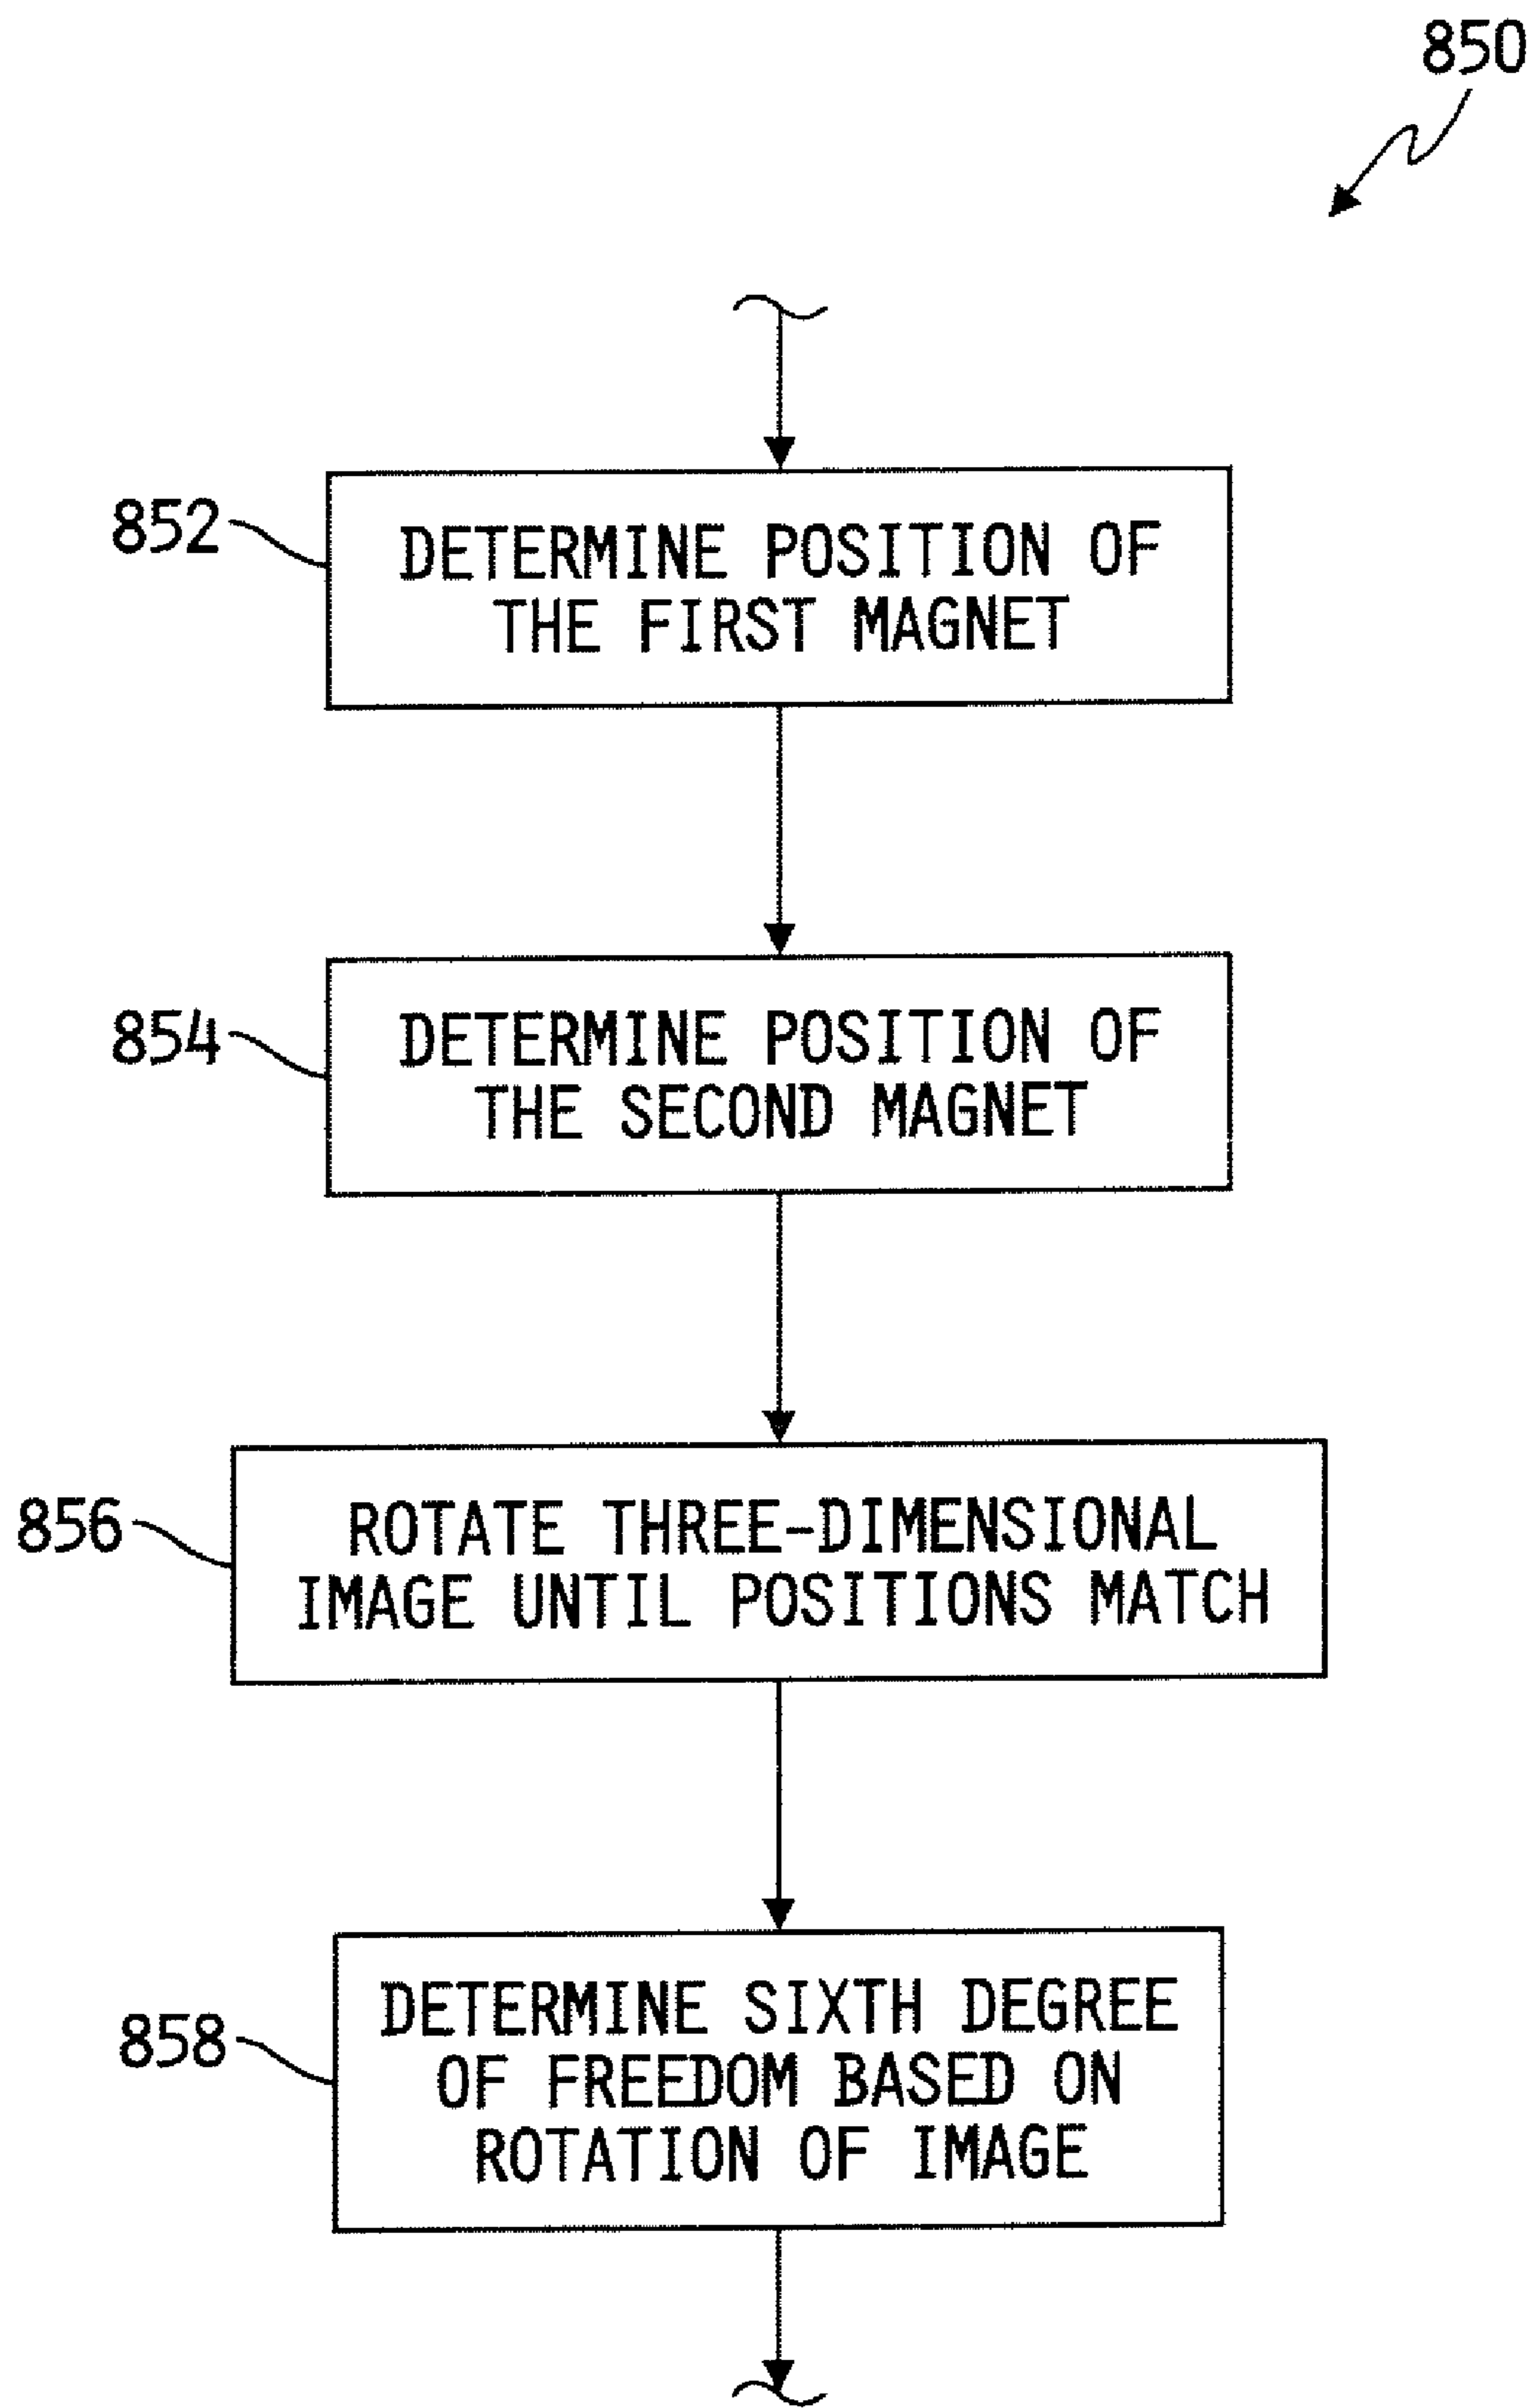 850
852
DETERMINE POSITION OF
THE FIRST MAGNET
854
DETERMINE POSITION OF
THE SECOND MAGNET
856
ROTATE THREE-DIMENSIONAL
IMAGE UNTIL POSITIONS MATCH
858
DETERMINE SIXTH DEGREE
OF FREEDOM BASED ON
ROTATION OF IMAGE